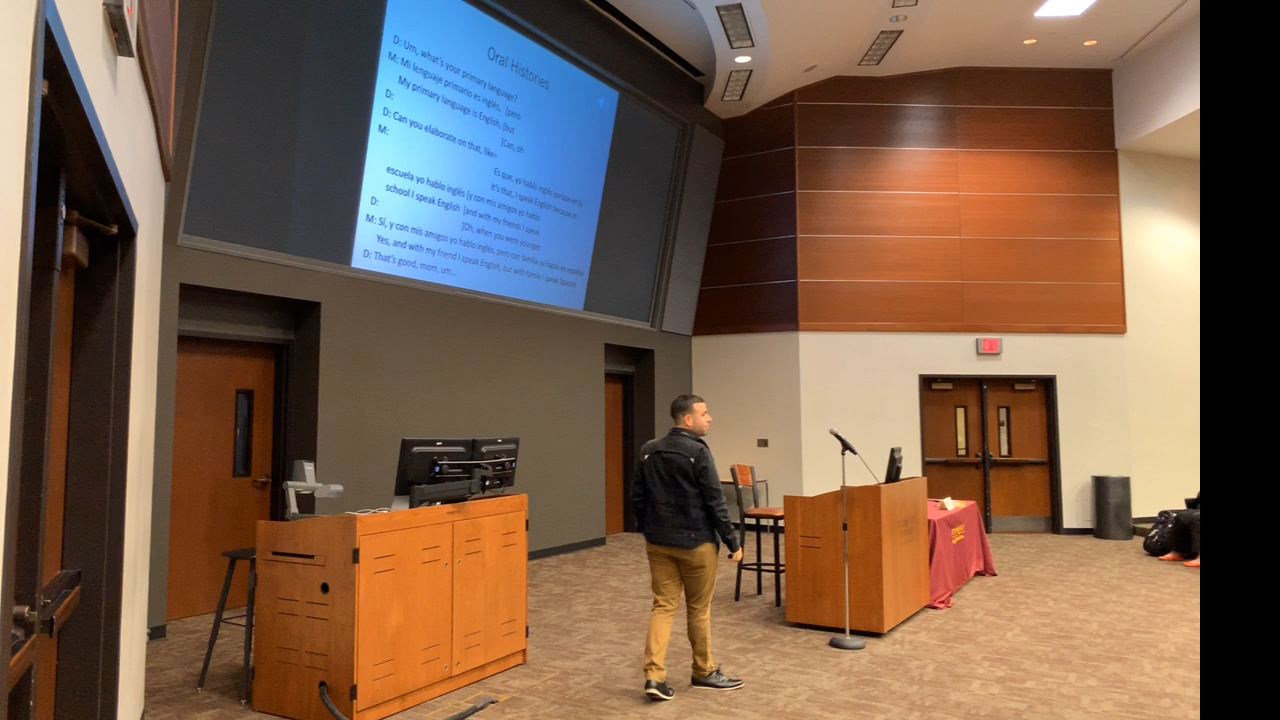 Oral Histories
D: Um, what's your primary language?
M: Mi lenguaje primario es inglés, [pero
My primary language is English, [but
D: [Can, oh
D: Can you elaborate on that, like=
M:
Es que, yo hablo inglés porque en la
It's that, I speak English because in
escuela yo hablo inglés [y con mis amigos yo hablo
school I speak English [and with my friends I speak
D: [Oh, when you were younger
M: Sí, y con mis amigos yo hablo inglés, pero con familia yo hablo en español
Yes, and with my friend I speak English, but with family I speak Spanish
D: That's good, mom, um...